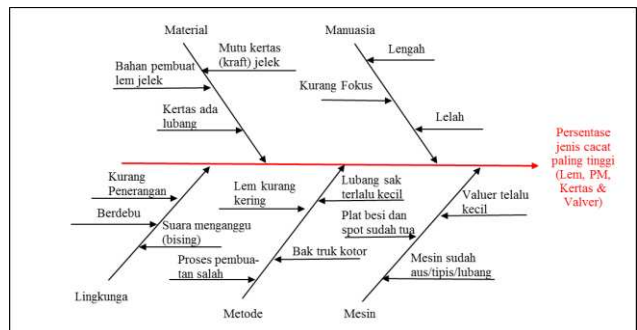 Material
Manuasia
Mutu kertas
(kraft) jelek
Lengah
Bahan pembuat
lem jelek
Kurang Fokus
Kertas ada
lubang
Lelah
Persentase
jenis cacat
paling tinggi
(Lem, PM,
Kertas &
Valver)
Kurang
Penerangan
Lem kurang
kering
Lubang sak
terlalu kecil
Valuer telalu
kecil
Berdebu
Plat besi dan
spot sudah tua
Suara menganggu
(bising)
Proses pembua-
tan salah
Bak truk kotor
Mesin sudah
aus/tipis/lubang
Lingkunga
Metode
Mesin